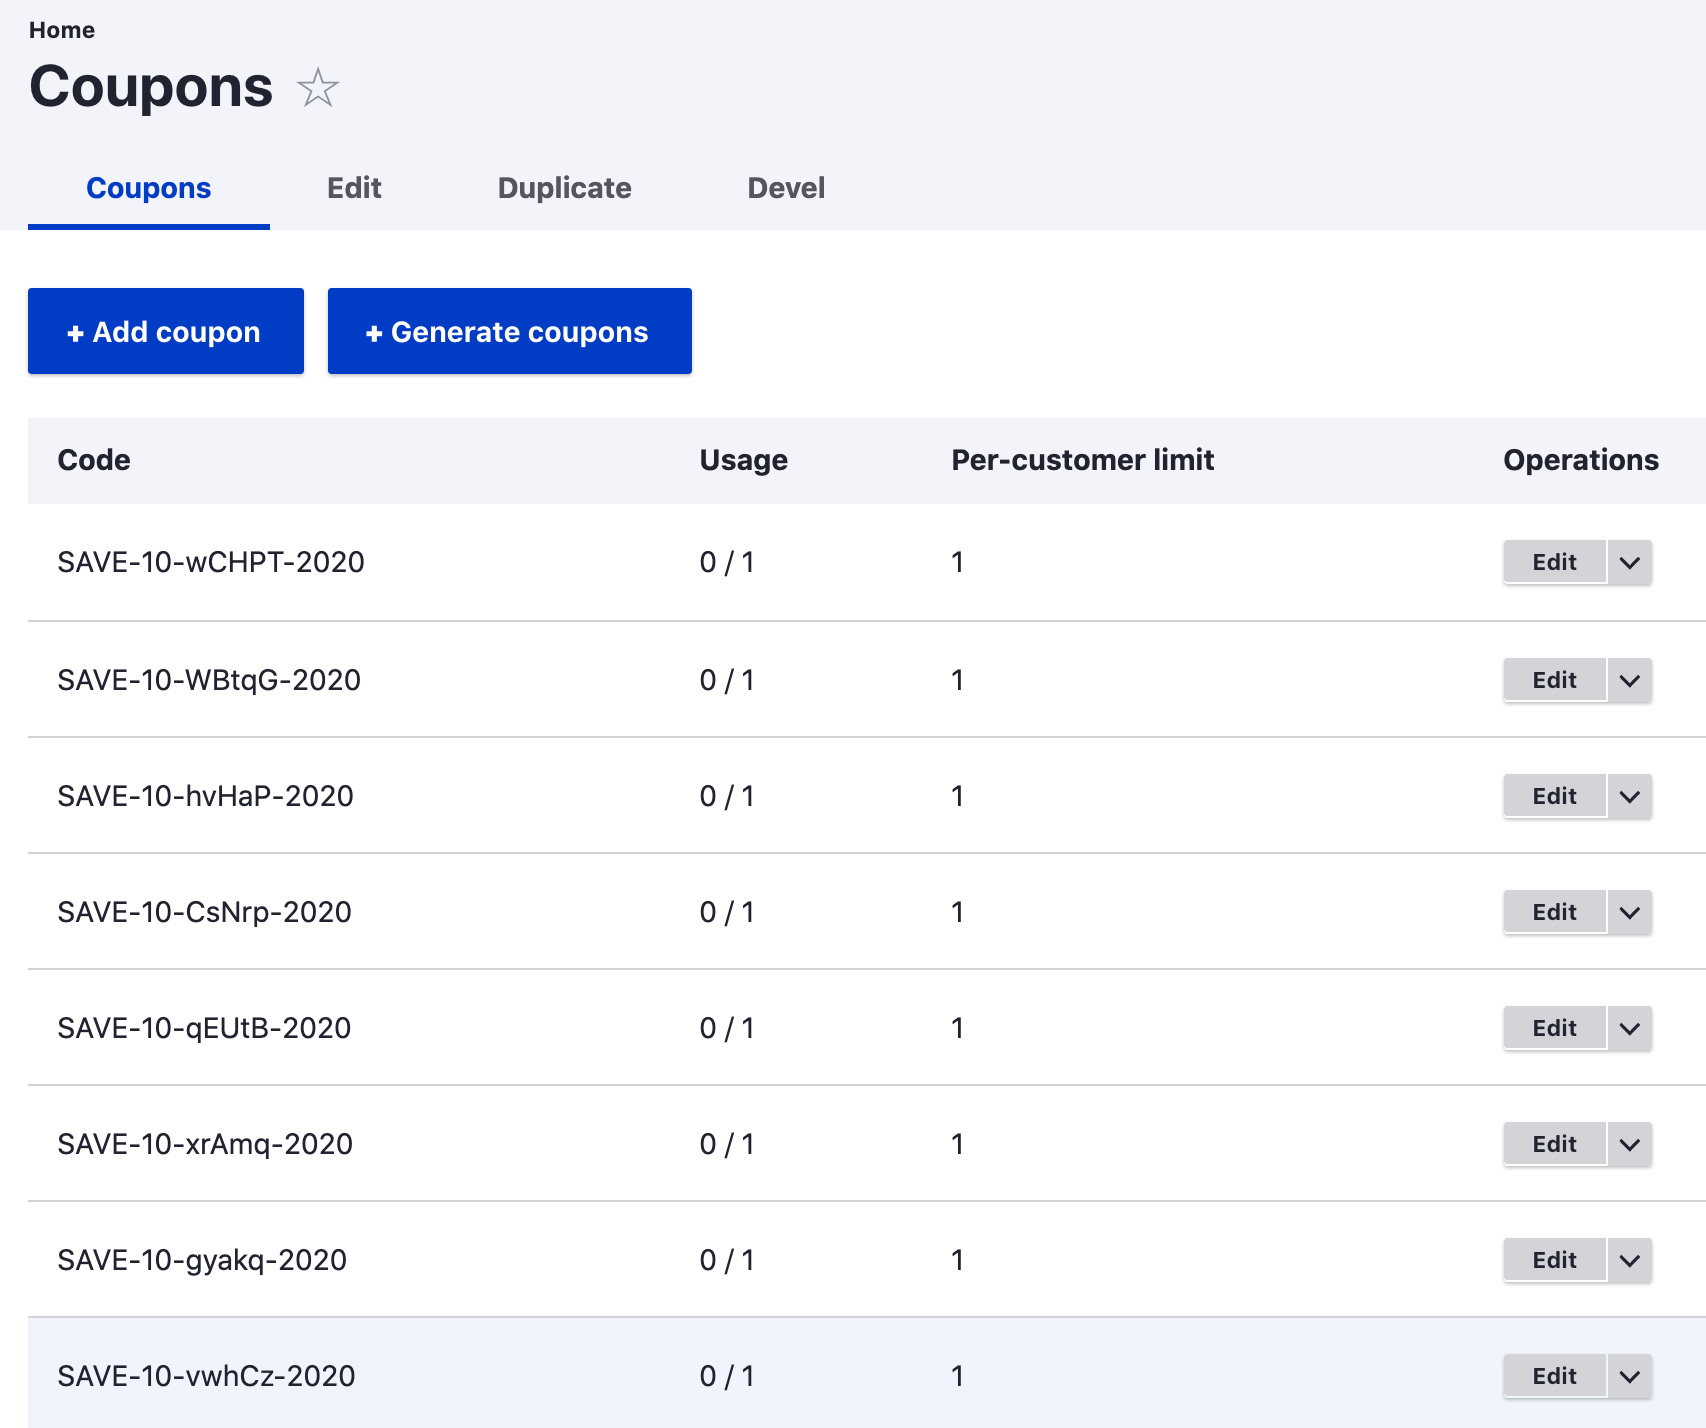 Home
Coupons
Coupons Edit Duplicate Devel
+ Add coupon + Generate coupons
Code Usage Per-customer limit Operations
SAVE-10-wCHPT-2020 0 / 1 1 Edit
SAVE-10-WBtqG-2020 0 / 1 1 Edit
SAVE-10-hvHaP-2020 0 / 1 1 Edit
SAVE-10-CsNrp-2020 0 / 1 1 Edit
SAVE-10-qEUtB-2020 0 / 1 1 Edit
SAVE-10-xrAmq-2020 0 / 1 1 Edit
SAVE-10-gyakq-2020 0 / 1 1 Edit
SAVE-10-vwhCz-2020 0 / 1 1 Edit